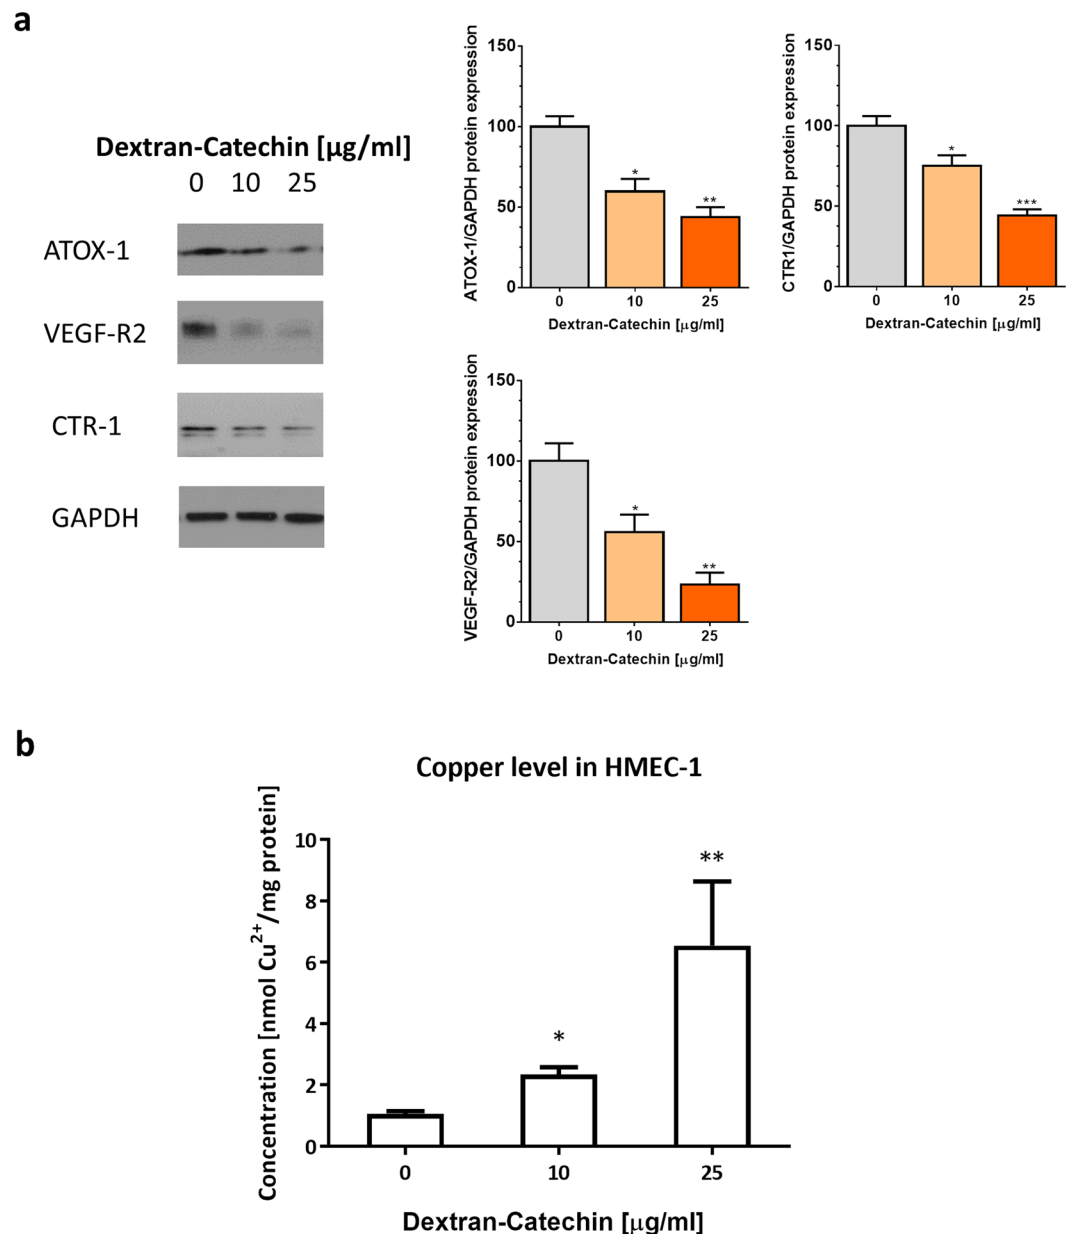 a
Dextran-Catechin [µg/ml]
0 10 25
ATOX-1
VEGF-R2
CTR-1
GAPDH
ATOX-1/GAPDH protein expression
150
100
50
0
* **
0 10 25
Dextran-Catechin [µg/ml]
CTR1/GAPDH protein expression
150
100
50
0
* ***
0 10 25
Dextran-Catechin [µg/ml]
VEGF-R2/GAPDH protein expression
150
100
50
0
* **
0 10 25
Dextran-Catechin [µg/ml]
b
Copper level in HMEC-1
Concentration [nmol Cu²⁺/mg protein]
10
8
6
4
2
0
* **
0 10 25
Dextran-Catechin [µg/ml]